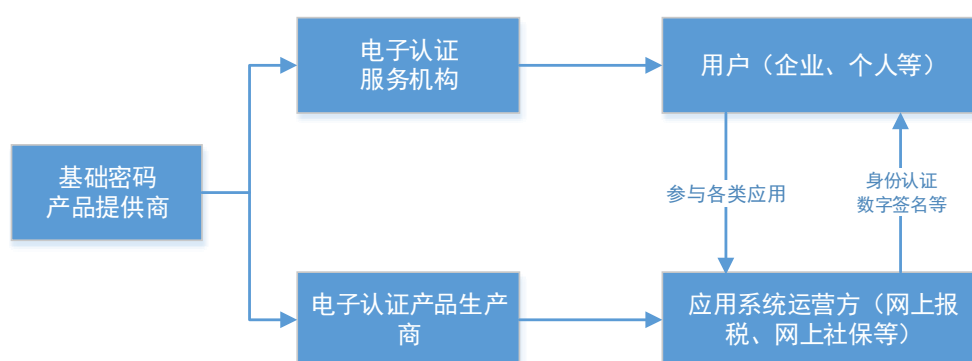 电子认证
服务机构
用户（企业、个人等）
基础密码
产品提供商
参与各类应用
身份认证
数字签名等
电子认证产品生产
商
应用系统运营方（网上报
税、网上社保等）